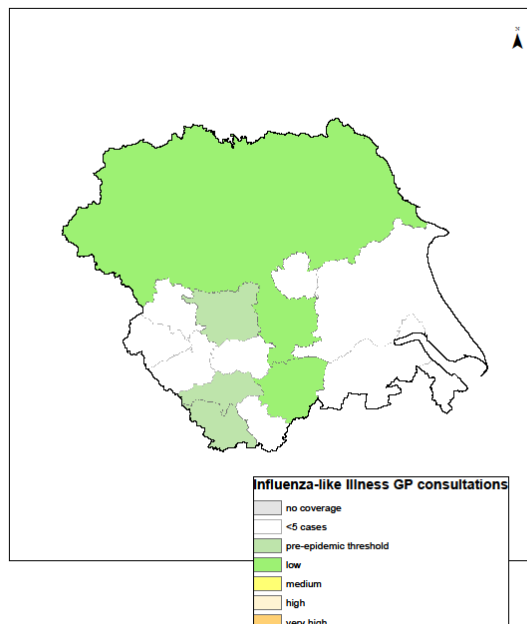 Influenza-like Illness GP consultations
no coverage
<5 cases
pre-epidemic threshold
low
medium
high
very high